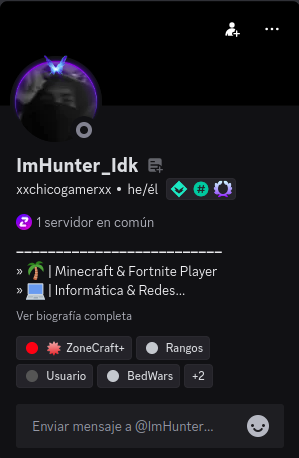 ImHunter_Idk
xxchicogamerxx • he/él
1 servidor en común
___________________________
» 🌴 | Minecraft & Fortnite Player
» 💻 | Informática & Redes...
Ver biografía completa
ZoneCraft+ Rangos
Usuario BedWars +2
Enviar mensaje a @ImHunter...